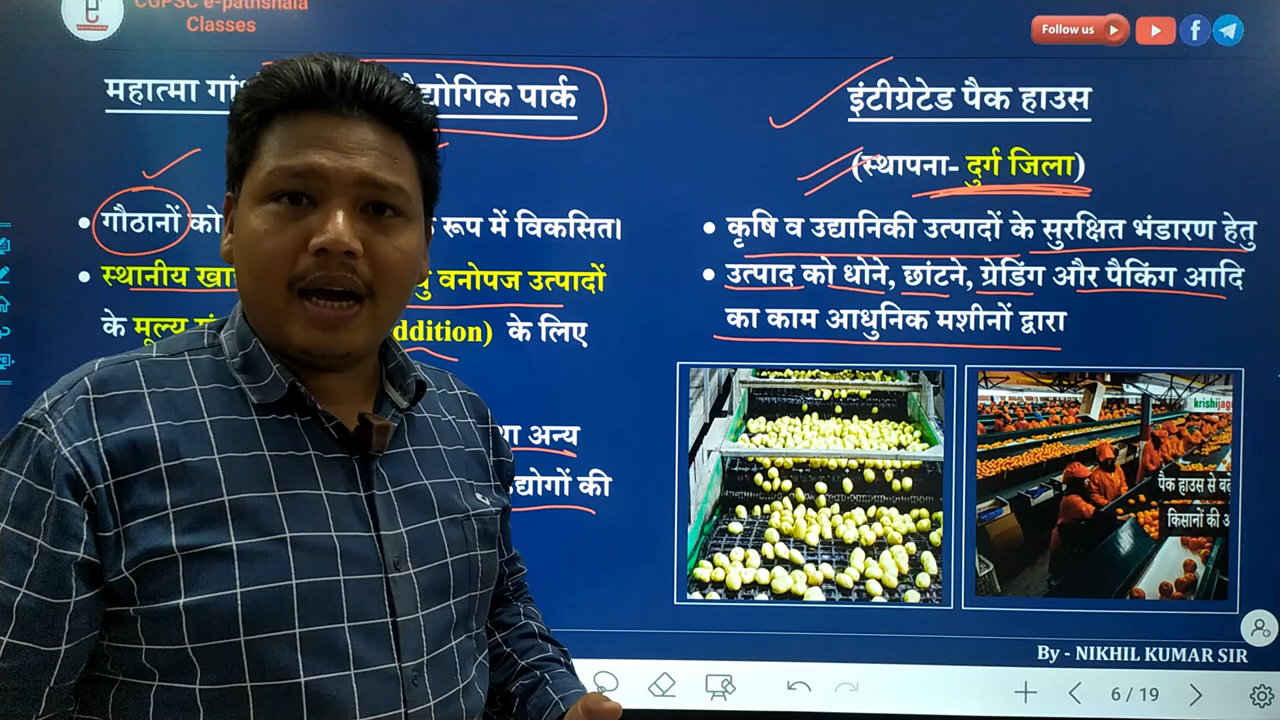 CGPSC e-pathshala
Classes
Follow us
महात्मा गां
द्योगिक पार्क
इंटीग्रेटेड पैक हाउस
(स्थापना- दुर्ग जिला)
• गौठानों को
रूप में विकसित।
• कृषि व उद्यानिकी उत्पादों के सुरक्षित भंडारण हेतु
• स्थानीय खा
वनोपज उत्पादों
• उत्पाद को धोने, छांटने, ग्रेडिंग और पैकिंग आदि
के मूल्य
ddition) के लिए
का काम आधुनिक मशीनों द्वारा
अन्य
द्योगों की
krishijag
पैक हाउस से
किसानों की
By - NIKHIL KUMAR SIR
6 / 19